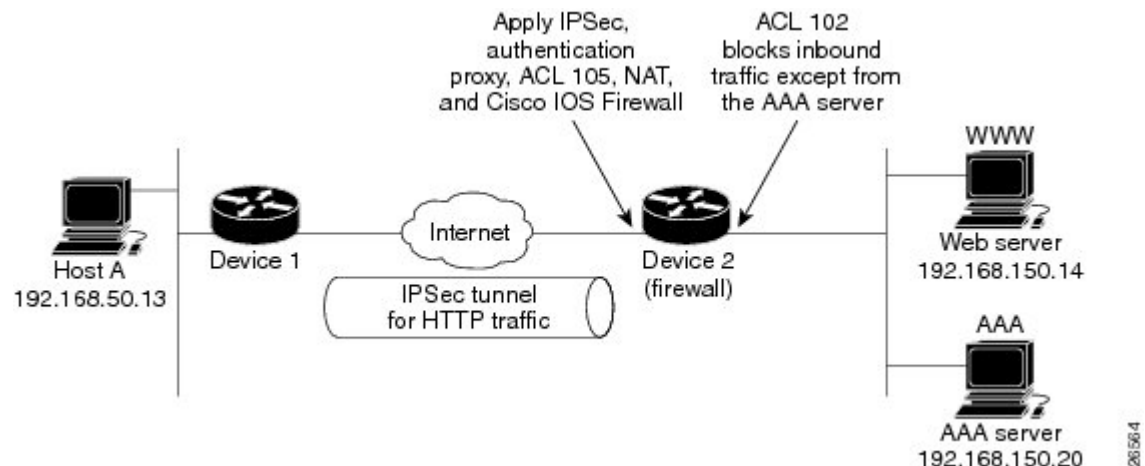 Apply IPSec,
authentication
proxy, ACL 105, NAT,
and Cisco IOS Firewall
ACL 102
blocks inbound
traffic except from
the AAA server
Host A
192.168.50.13
Device 1
Internet
IPSec tunnel
for HTTP traffic
Device 2
(firewall)
WWW
Web server
192.168.150.14
AAA
AAA server
192.168.150.20
26564